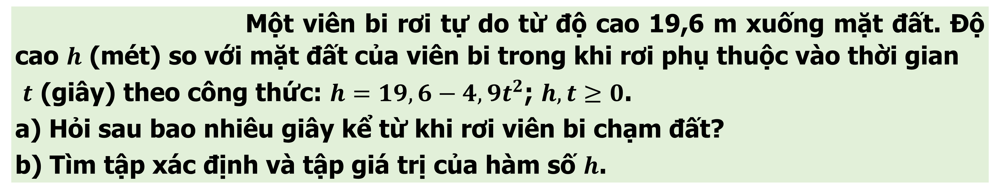 Một viên bi rơi tự do từ độ cao 19,6 m xuống mặt đất. Độ
cao h (mét) so với mặt đất của viên bi trong khi rơi phụ thuộc vào thời gian
t (giây) theo công thức: h = 19,6 − 4,9t²; h, t ≥ 0.
a) Hỏi sau bao nhiêu giây kể từ khi rơi viên bi chạm đất?
b) Tìm tập xác định và tập giá trị của hàm số h.